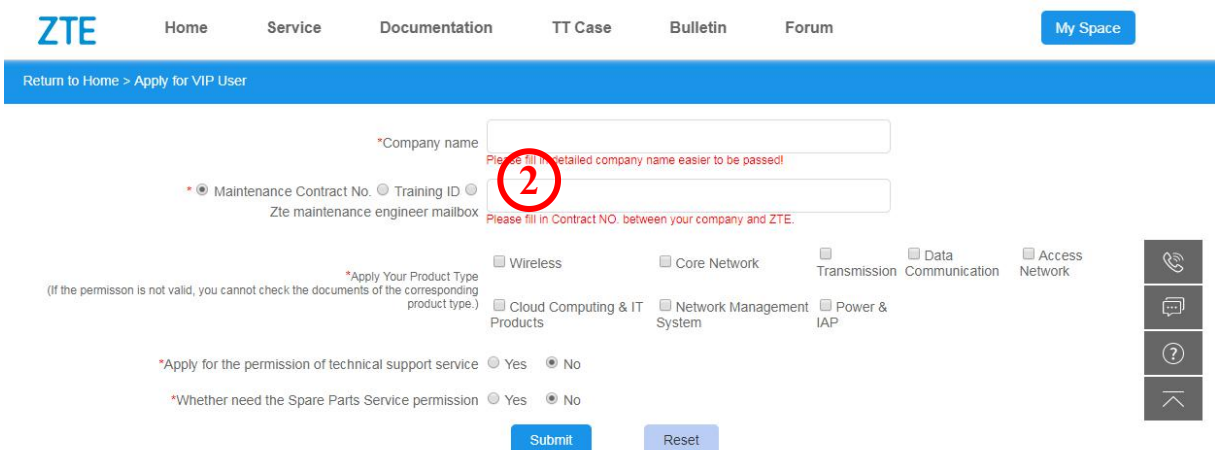 ZTE Home Service Documentation TT Case Bulletin Forum My Space
Return to Home > Apply for VIP User
*Company name
Please fill in detailed company name easier to be passed!
2
* Maintenance Contract No. Training ID
Zte maintenance engineer mailbox
Please fill in Contract NO. between your company and ZTE.
*Apply Your Product Type
(If the permisson is not valid, you cannot check the documents of the corresponding
product type.)
Wireless Core Network Transmission Data Communication Access Network
Cloud Computing & IT Products Network Management System Power & IAP
*Apply for the permission of technical support service Yes No
*Whether need the Spare Parts Service permission Yes No
Submit Reset